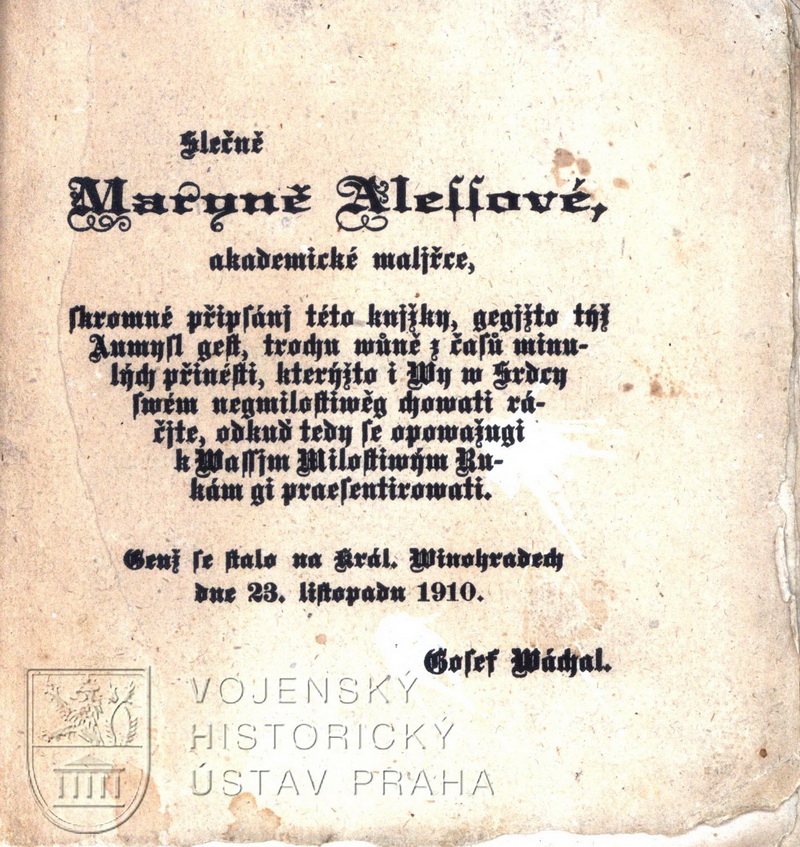 Slečně
Maryně Aleſſové,
akademické maljřce,
ſkromné připſánj této knjžky, gegjžto týž
Aumyſl geſt, trochu wůně z časů minu-
lých přinéſti, kterýžto i Wy w Srdcy
ſwém negmiloſtiwěg chowati rá-
čjte, odkuď tedy ſe opowažugi
k Waſſjm Miloſtiwým Ru-
kám gi praeſentirowati.
Genž ſe ſtalo na Král. Winohradech
dne 23. liſtopadu 1910.
Goſef Wáchal.
VOJENSKÝ
HISTORICKÝ
ÚSTAV PRAHA